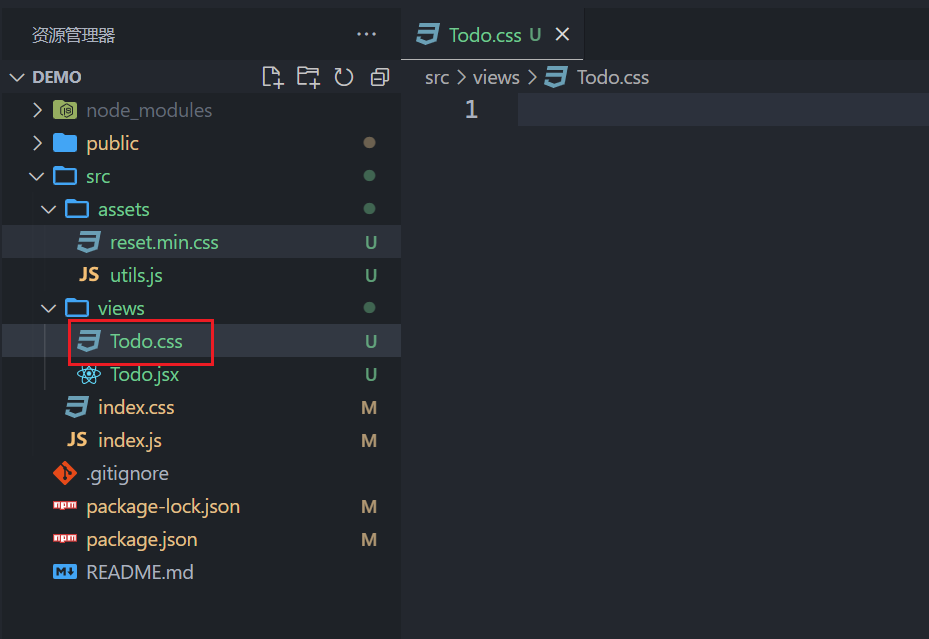 资源管理器 ···
DEMO
node_modules
public
src
assets
reset.min.css U
JS utils.js U
views
Todo.css U
Todo.jsx U
index.css M
JS index.js M
.gitignore
npm package-lock.json M
npm package.json M
M↓ README.md
Todo.css U ×
src > views > Todo.css
1